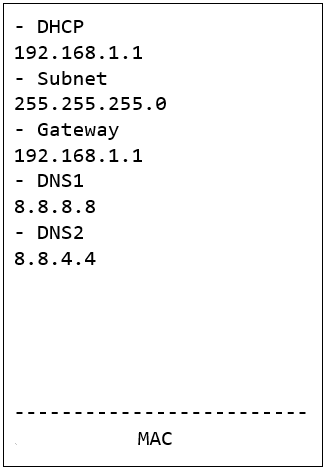 - DHCP
192.168.1.1
- Subnet
255.255.255.0
- Gateway
192.168.1.1
- DNS1
8.8.8.8
- DNS2
8.8.4.4
-------------------------
MAC